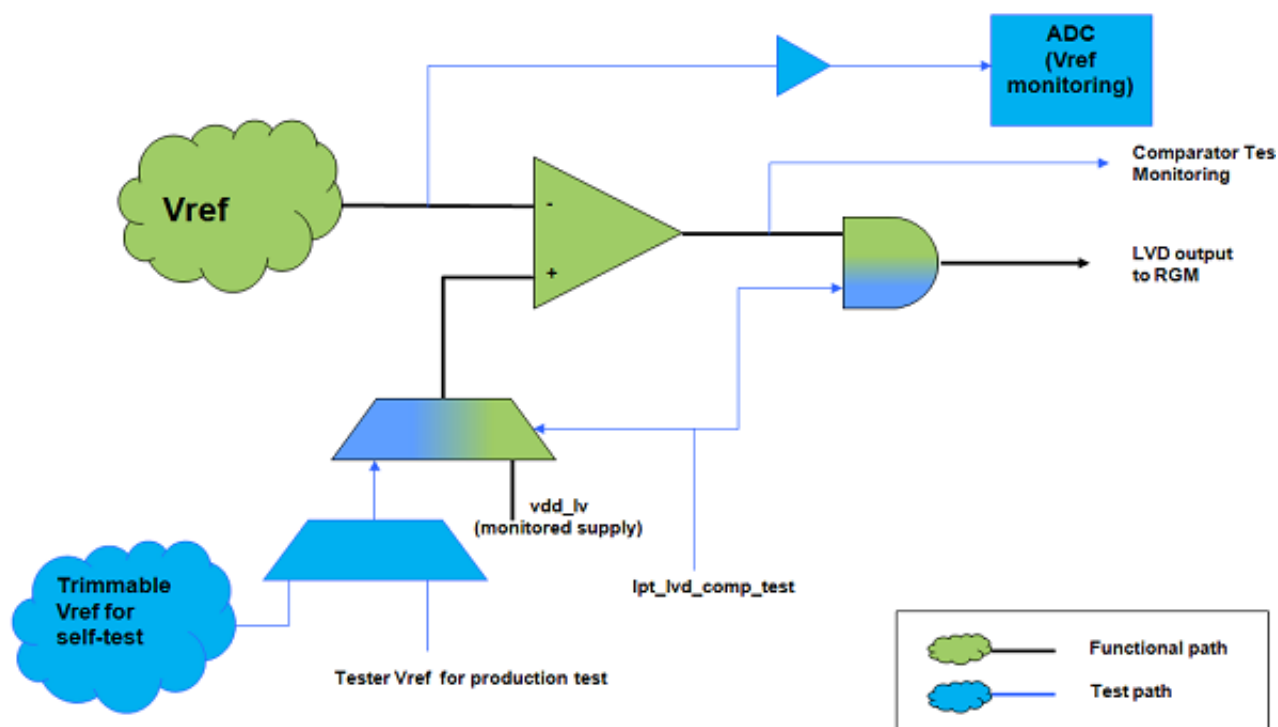 ADC
(Vref
monitoring)
Comparator Tes
Monitoring
Vref
-
+
LVD output
to RGM
vdd_lv
(monitored supply)
lpt_lvd_comp_test
Trimmable
Vref for
self-test
Tester Vref for production test
Functional path
Test path